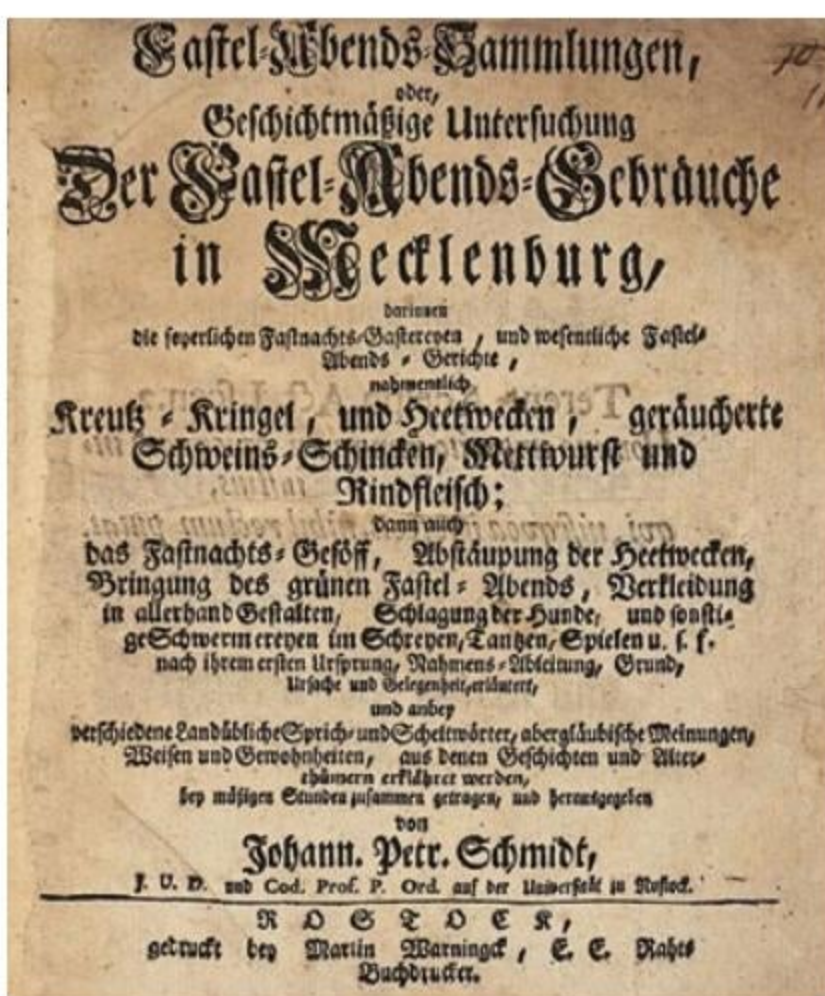 Fastel-Abends-Sammlungen,
oder,
Geschichtmäßige Untersuchung
Der Fastel-Abends-Gebräuche
in Mecklenburg,
darinnen
die feyerlichen Fastnachts-Gastereyen, und wesentliche Fastel-
Abends-Gerichte,
nahmentlich
Kreutz-Kringel, und Heetwecken, geräucherte
Schweins-Schincken, Mettwurst und
Rindfleisch;
dann auch
das Fastnachts-Gesöff, Abstäupung der Heetwecken,
Bringung des grünen Fastel-Abends, Verkleidung
in allerhand Gestalten, Schlagung der Hunde, und sonsti-
ge Schwermereyen im Schreyen, Tantzen, Spielen u. s. f.
nach ihrem ersten Ursprung, Nahmens-Ableitung, Grund,
Ursache und Gelegenheit, erläutert,
und anbey
verschiedene Landübliche Sprich- und Scheltwörter, abergläubische Meinungen,
Weisen und Gewohnheiten, aus denen Geschichten und Alter-
thümern erklähret werden,
bey müßigen Stunden zusammen getragen, und herausgegeben
von
Johann. Petr. Schmidt,
J. U. D. und Cod. Prof. P. Ord. auf der Universität zu Rostock.
ROSTOCK,
gedruckt bey Martin Warningck, E. E. Rahts
Buchdrucker.